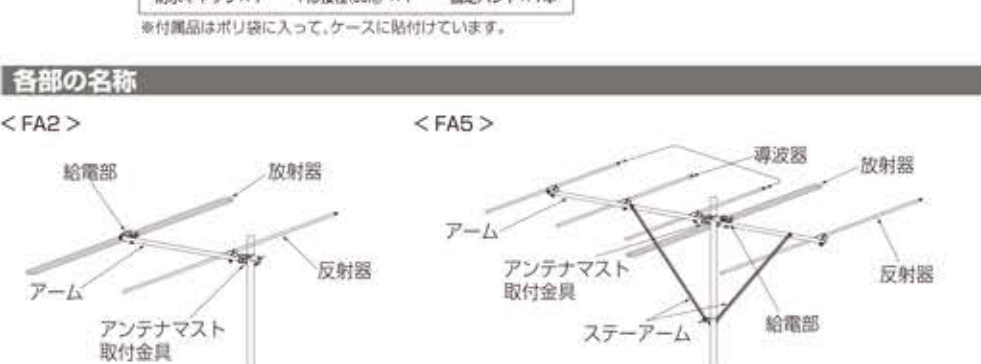 ※付属品はポリ袋に入って、ケースに貼付けています。
各部の名称
＜FA2＞
給電部
放射器
アーム
反射器
アンテナマスト
取付金具
＜FA5＞
導波器
放射器
アーム
アンテナマスト
取付金具
反射器
ステーアーム
給電部